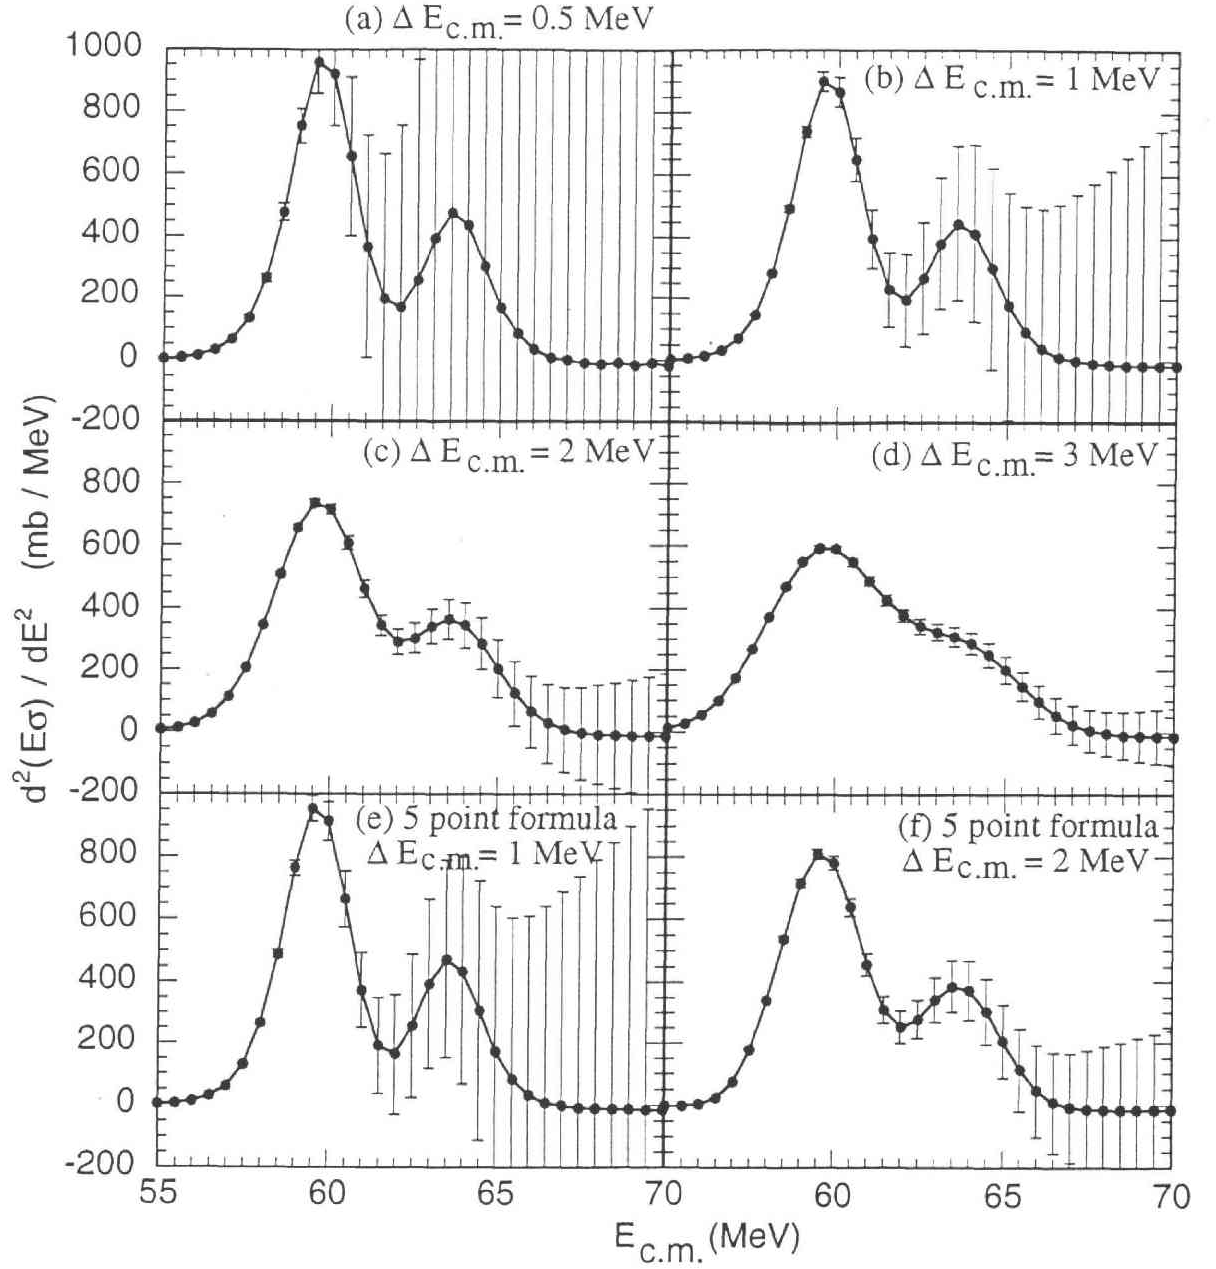 (a) Δ E_c.m. = 0.5 MeV
1000
800
600
400
200
0
-200
(b) Δ E_c.m. = 1 MeV
(c) Δ E_c.m. = 2 MeV
800
600
400
200
0
-200
(d) Δ E_c.m. = 3 MeV
d²(Eσ) / dE² (mb / MeV)
(e) 5 point formula
Δ E_c.m. = 1 MeV
800
600
400
200
0
-200
(f) 5 point formula
Δ E_c.m. = 2 MeV
55 60 65 70 60 65 70
E_c.m. (MeV)